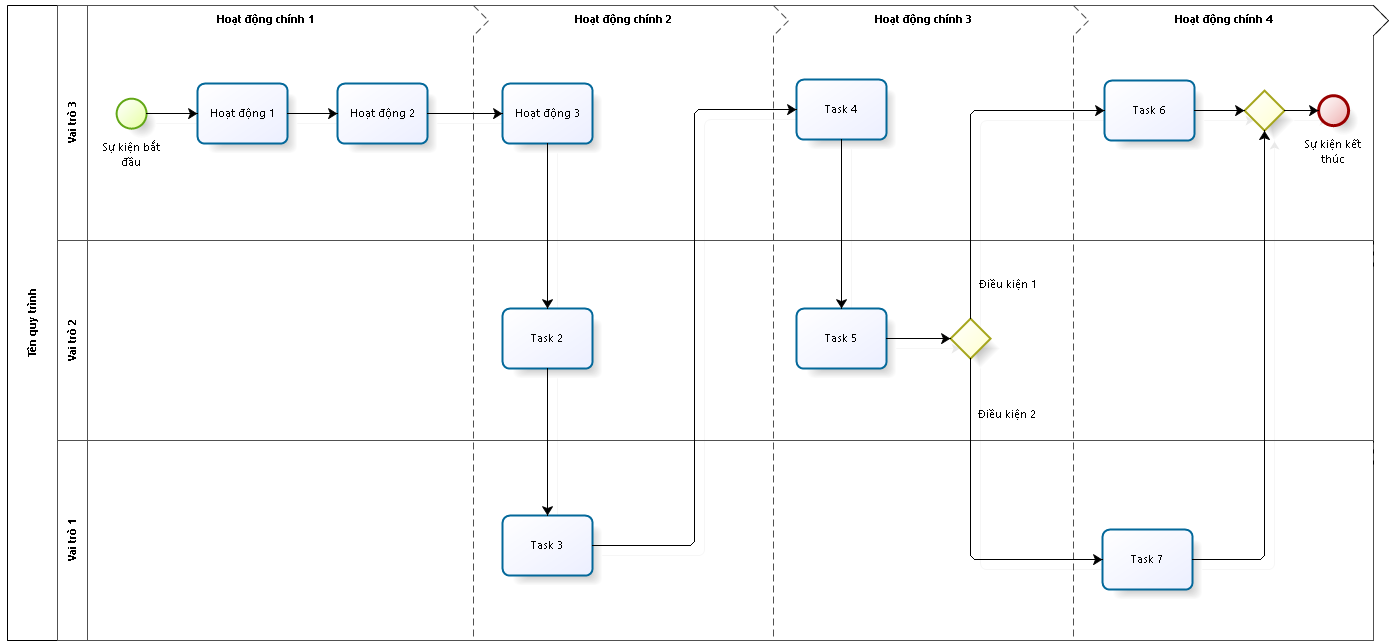 Hoạt động chính 1
Hoạt động chính 2
Hoạt động chính 3
Hoạt động chính 4
Tên quy trình
Vai trò 3
Sự kiện bắt
đầu
Hoạt động 1
Hoạt động 2
Hoạt động 3
Task 4
Task 6
Sự kiện kết
thúc
Vai trò 2
Task 2
Task 5
Điều kiện 1
Điều kiện 2
Vai trò 1
Task 3
Task 7